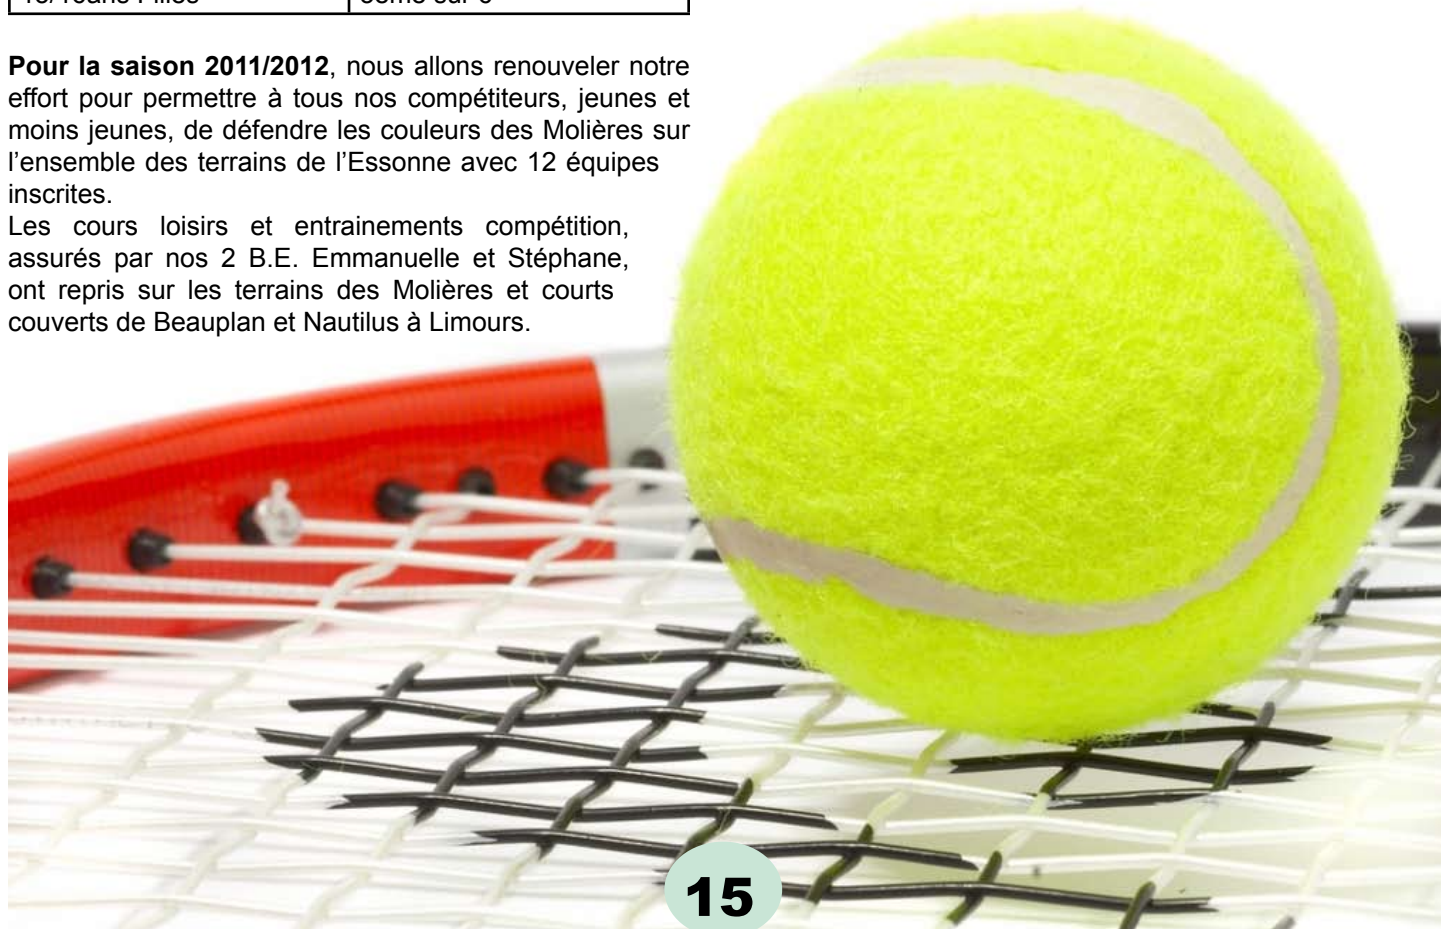 Pour la saison 2011/2012, nous allons renouveler notre
effort pour permettre à tous nos compétiteurs, jeunes et
moins jeunes, de défendre les couleurs des Molières sur
l’ensemble des terrains de l’Essonne avec 12 équipes
inscrites.
Les cours loisirs et entrainements compétition,
assurés par nos 2 B.E. Emmanuelle et Stéphane,
ont repris sur les terrains des Molières et courts
couverts de Beauplan et Nautilus à Limours.
15